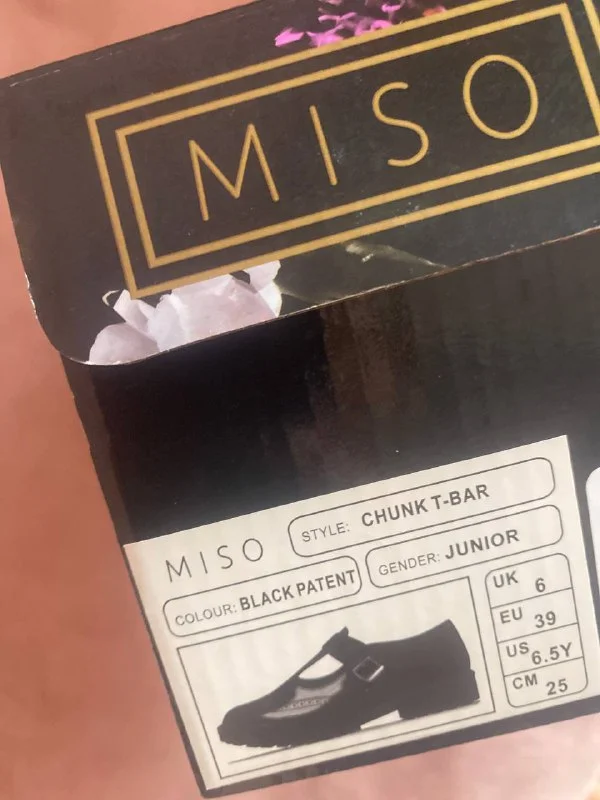 MISO
MISO STYLE: CHUNK T-BAR
COLOUR: BLACK PATENT GENDER: JUNIOR
UK 6
EU 39
US 6.5Y
CM 25